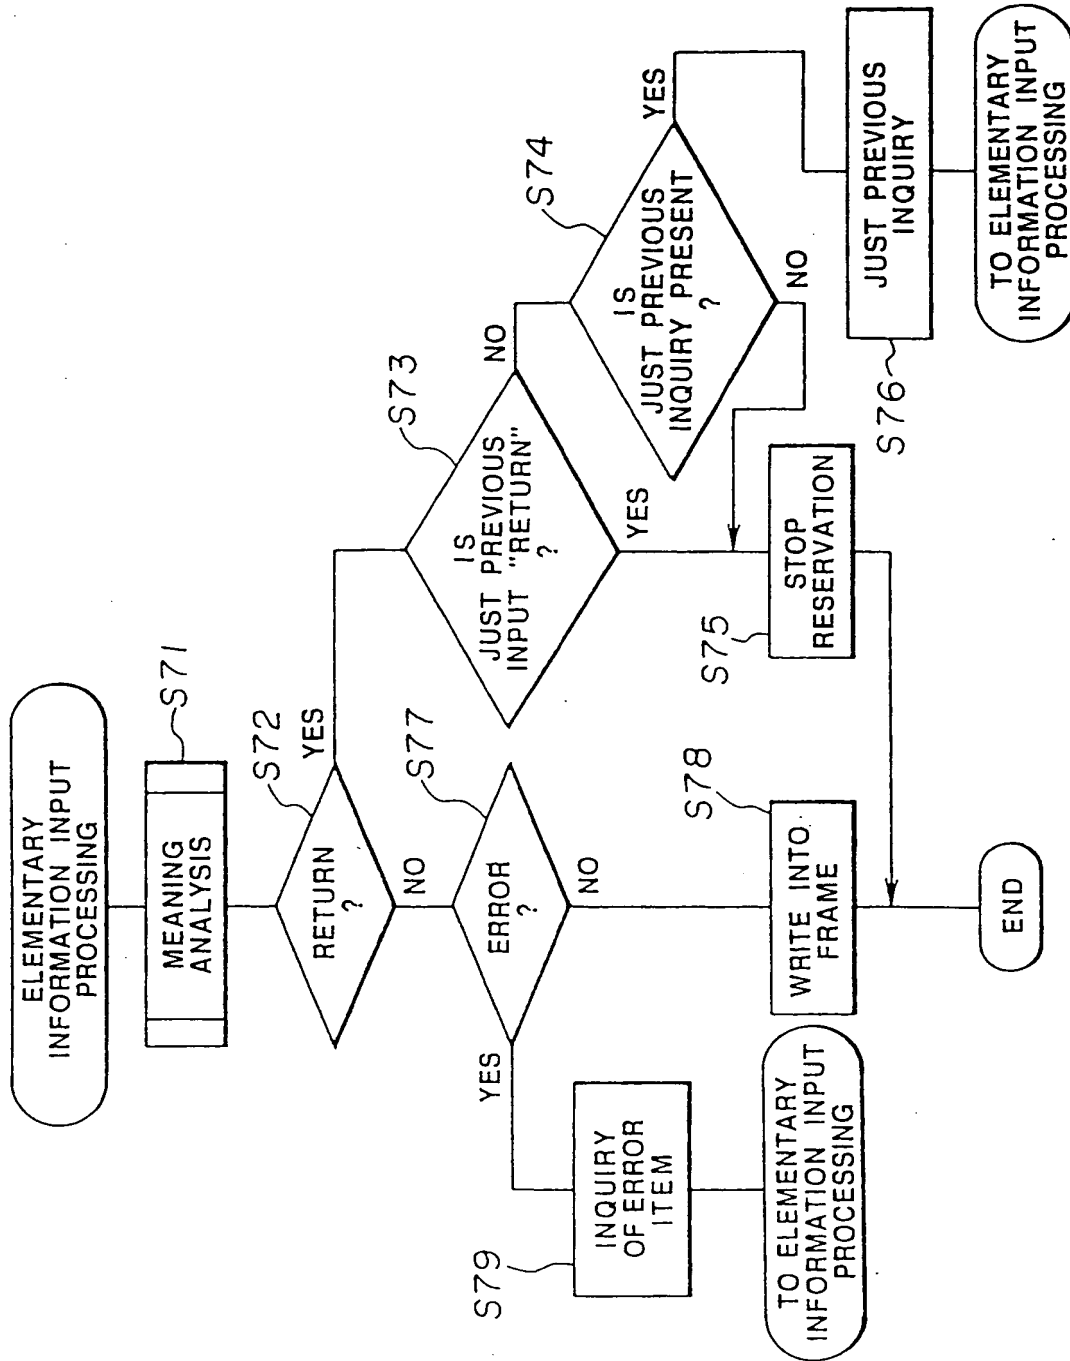 ELEMENTARY
INFORMATION INPUT
PROCESSING
MEANING
ANALYSIS
S71
RETURN
?
S72
YES
NO
IS
JUST PREVIOUS
INPUT "RETURN"
?
S73
NO
YES
IS
JUST PREVIOUS
INQUIRY PRESENT
?
S74
YES
NO
ERROR
?
S77
YES
NO
INQUIRY
OF ERROR
ITEM
S79
TO ELEMENTARY
INFORMATION INPUT
PROCESSING
WRITE INTO
FRAME
S78
STOP
RESERVATION
S75
JUST PREVIOUS
INQUIRY
S76
TO ELEMENTARY
INFORMATION INPUT
PROCESSING
END